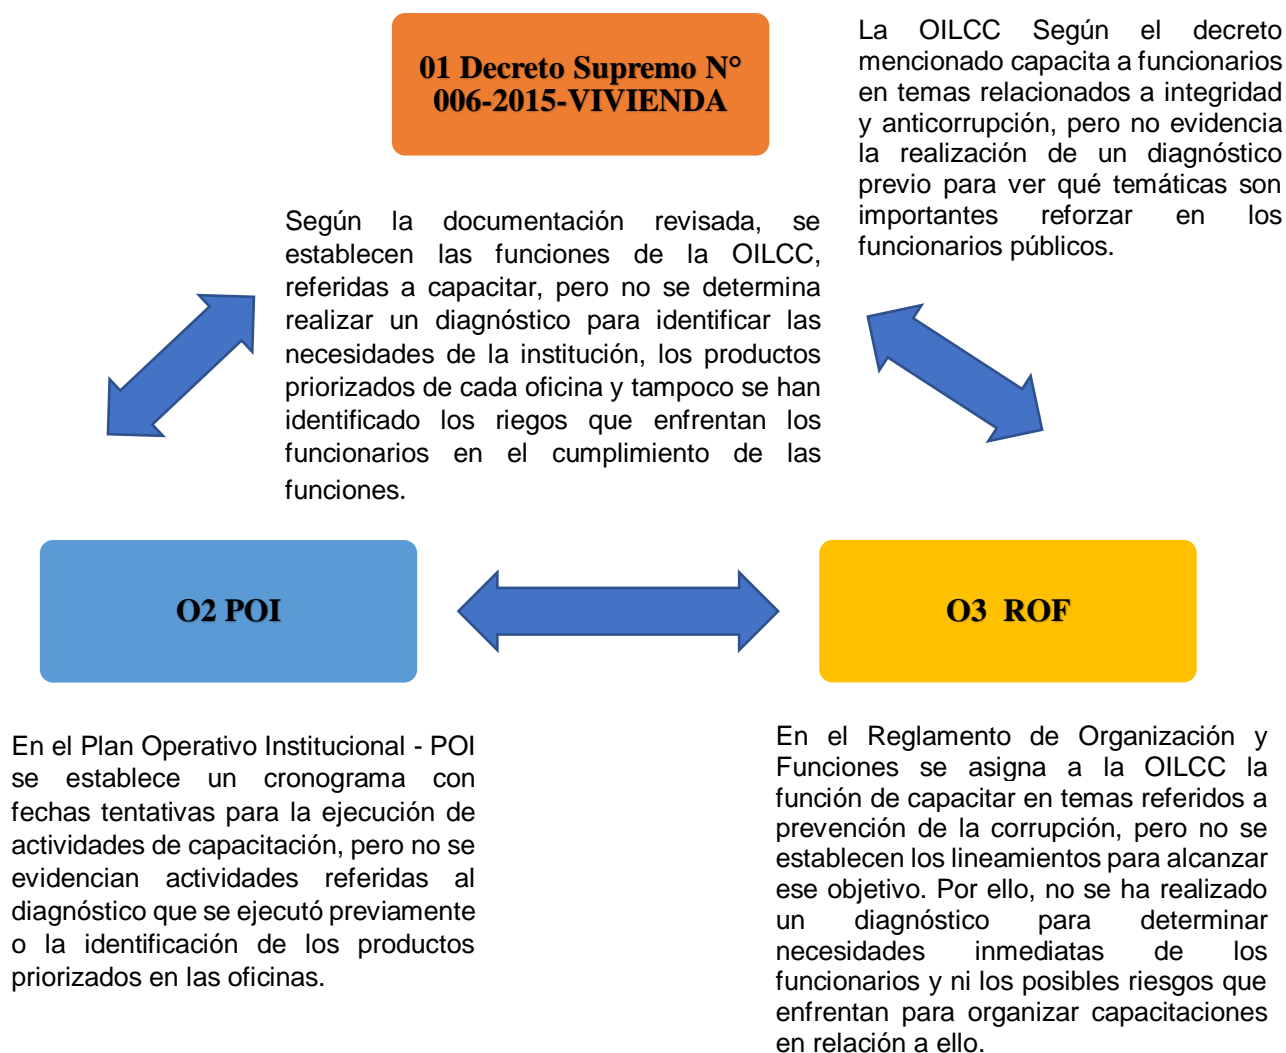 01 Decreto Supremo N°
006-2015-VIVIENDA
La OILCC Según el decreto
mencionado capacita a funcionarios
en temas relacionados a integridad
y anticorrupción, pero no evidencia
la realización de un diagnóstico
previo para ver qué temáticas son
importantes reforzar en los
funcionarios públicos.
Según la documentación revisada, se
establecen las funciones de la OILCC,
referidas a capacitar, pero no se determina
realizar un diagnóstico para identificar las
necesidades de la institución, los productos
priorizados de cada oficina y tampoco se han
identificado los riegos que enfrentan los
funcionarios en el cumplimiento de las
funciones.
O2 POI
O3 ROF
En el Plan Operativo Institucional - POI
se establece un cronograma con
fechas tentativas para la ejecución de
actividades de capacitación, pero no se
evidencian actividades referidas al
diagnóstico que se ejecutó previamente
o la identificación de los productos
priorizados en las oficinas.
En el Reglamento de Organización y
Funciones se asigna a la OILCC la
función de capacitar en temas referidos a
prevención de la corrupción, pero no se
establecen los lineamientos para alcanzar
ese objetivo. Por ello, no se ha realizado
un diagnóstico para determinar
necesidades inmediatas de los
funcionarios y ni los posibles riesgos que
enfrentan para organizar capacitaciones
en relación a ello.